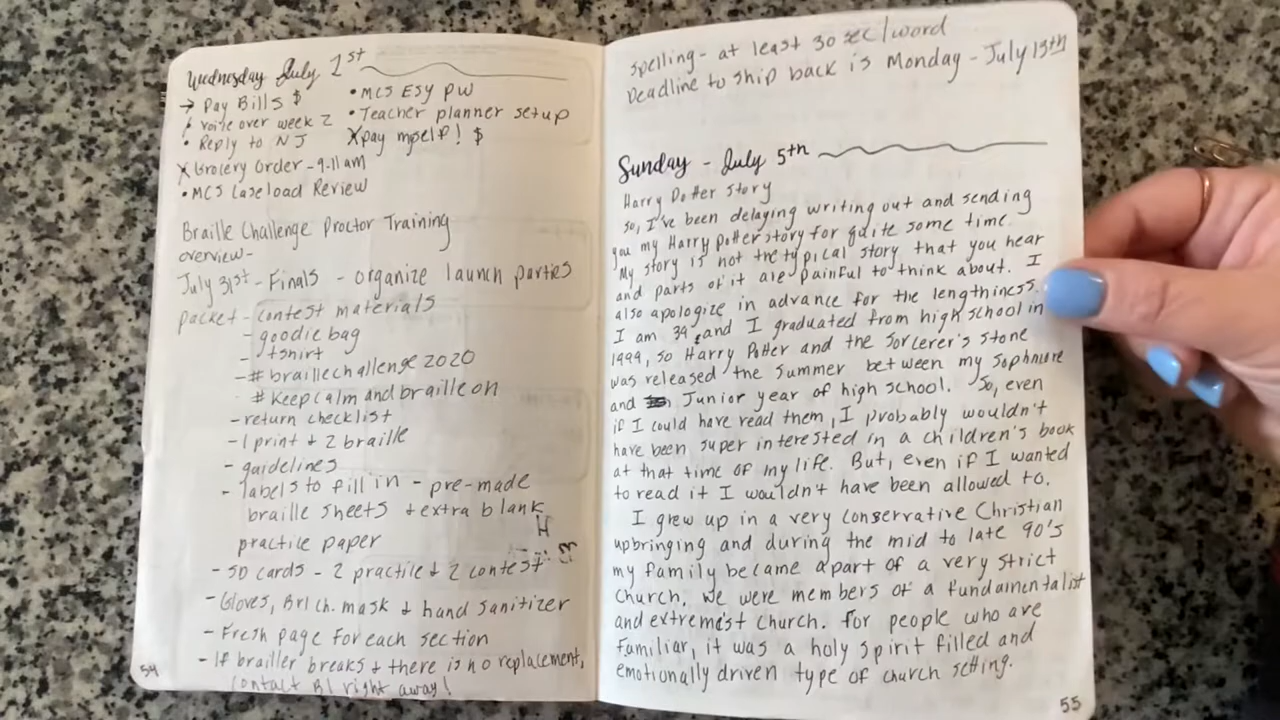 Wednesday July 1st
→ Pay Bills $
/ voice over week 2
• Reply to NJ
X Grocery Order - 9-11am
• MCS Caseload Review
• MCS ESY PW
• Teacher planner setup
X pay myself! $
Braille Challenge Proctor Training
overview-
July 31st - Finals - organize launch parties
packet - contest materials
- goodie bag
- tshirt
- # braillechallenge 2020
# Keep calm and braille on
- return checklist
- 1 print + 2 braille
- guidelines
- labels to fill in - pre-made
braille sheets + extra blank
practice paper
H
- SD cards - 2 practice + 2 contest
<3
- Gloves, Brl ch. mask + hand sanitizer
- Fresh page for each section
- If brailler breaks + there is no replacement,
contact BI right away!
54
spelling - at least 30 sec/word
Deadline to ship back is Monday - July 13th
Sunday - July 5th
Harry Potter Story
So, I've been delaying writing out and sending
you my Harry Potter story for quite some time.
My story is not the typical story that you hear
and parts of it are painful to think about. I
also apologize in advance for the lengthiness.
I am 39, and I graduated from high school in
1999, so Harry Potter and the Sorcerer's Stone
was released the summer between my Sophmore
and Junior year of high school. So, even
if I could have read them, I probably wouldn't
have been super interested in a children's book
at that time of my life. But, even if I wanted
to read it I wouldn't have been allowed to.
I grew up in a very conservative Christian
upbringing and during the mid to late 90's
my family became apart of a very strict
church. We were members of a fundamentalist
and extremest church. For people who are
familiar, it was a holy spirit filled and
emotionally driven type of church setting.
55